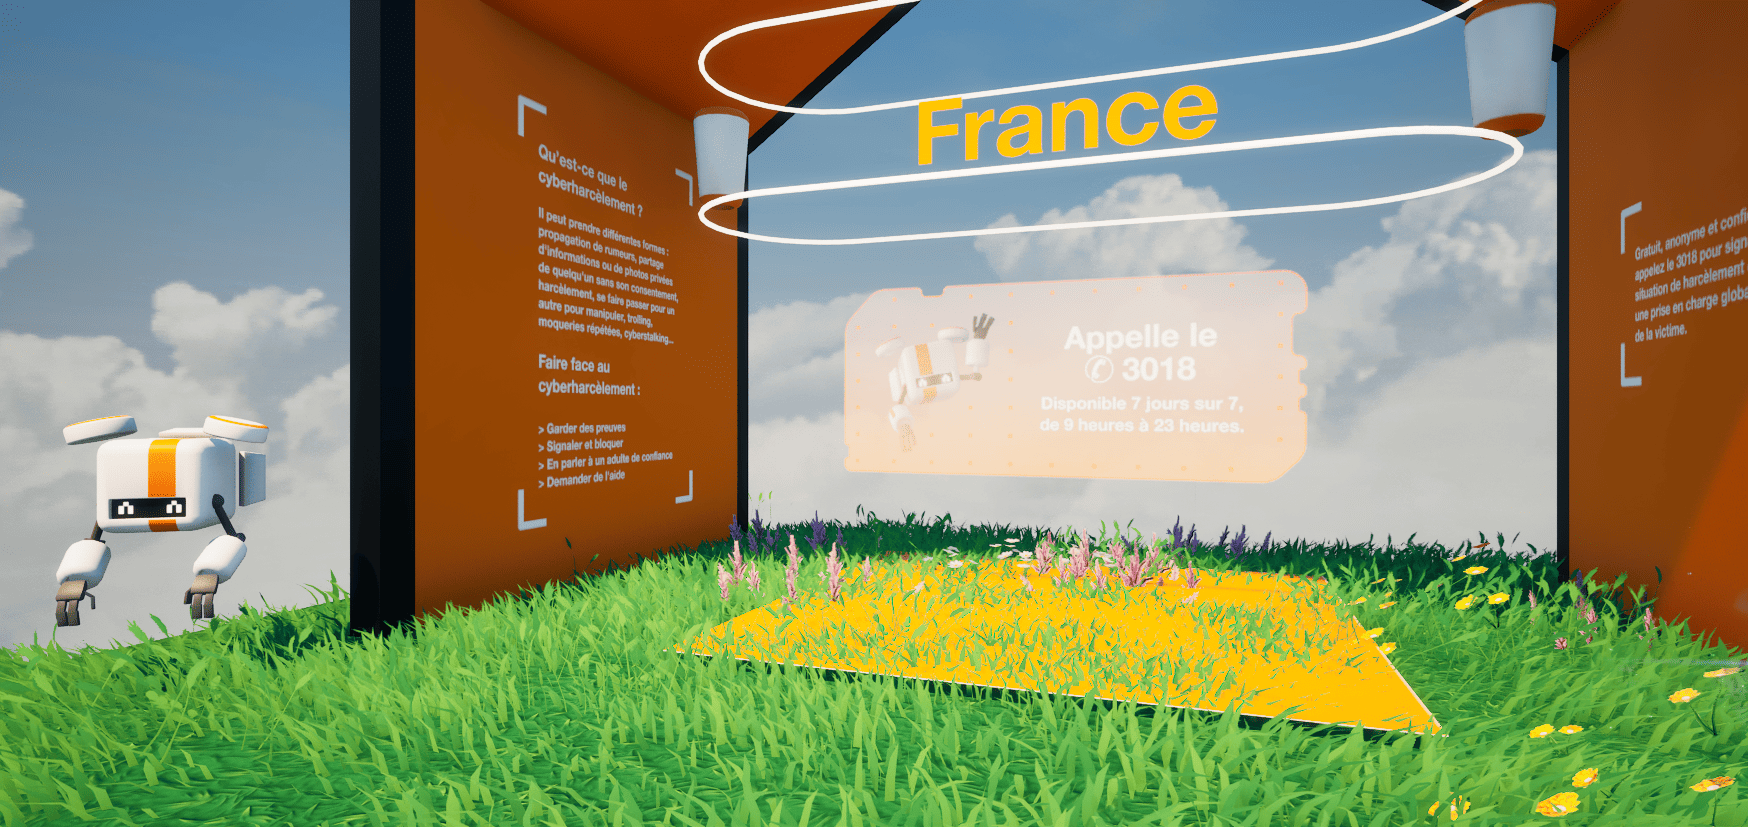 France
Qu'est-ce que le
cyberharcèlement ?
Il peut prendre différentes formes :
propagation de rumeurs, partage
d'informations ou de photos privées
de quelqu'un sans son consentement,
harcèlement, se faire passer pour un
autre pour manipuler, trolling,
moqueries répétées, cyberstalking...
Faire face au
cyberharcèlement :
> Garder des preuves
> Signaler et bloquer
> En parler à un adulte de confiance
> Demander de l'aide
Appelle le
✆ 3018
Disponible 7 jours sur 7,
de 9 heures à 23 heures.
Gratuit, anonyme et confi
appelez le 3018 pour sign
situation de harcèlement
une prise en charge globa
de la victime.